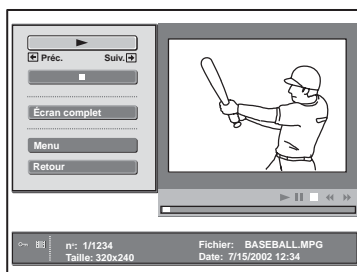 Préc. Suiv.
Écran complet
Menu
Retour
nº: 1/1234 Fichier: BASEBALL.MPG
Taille: 320x240 Date: 7/15/2002 12:34